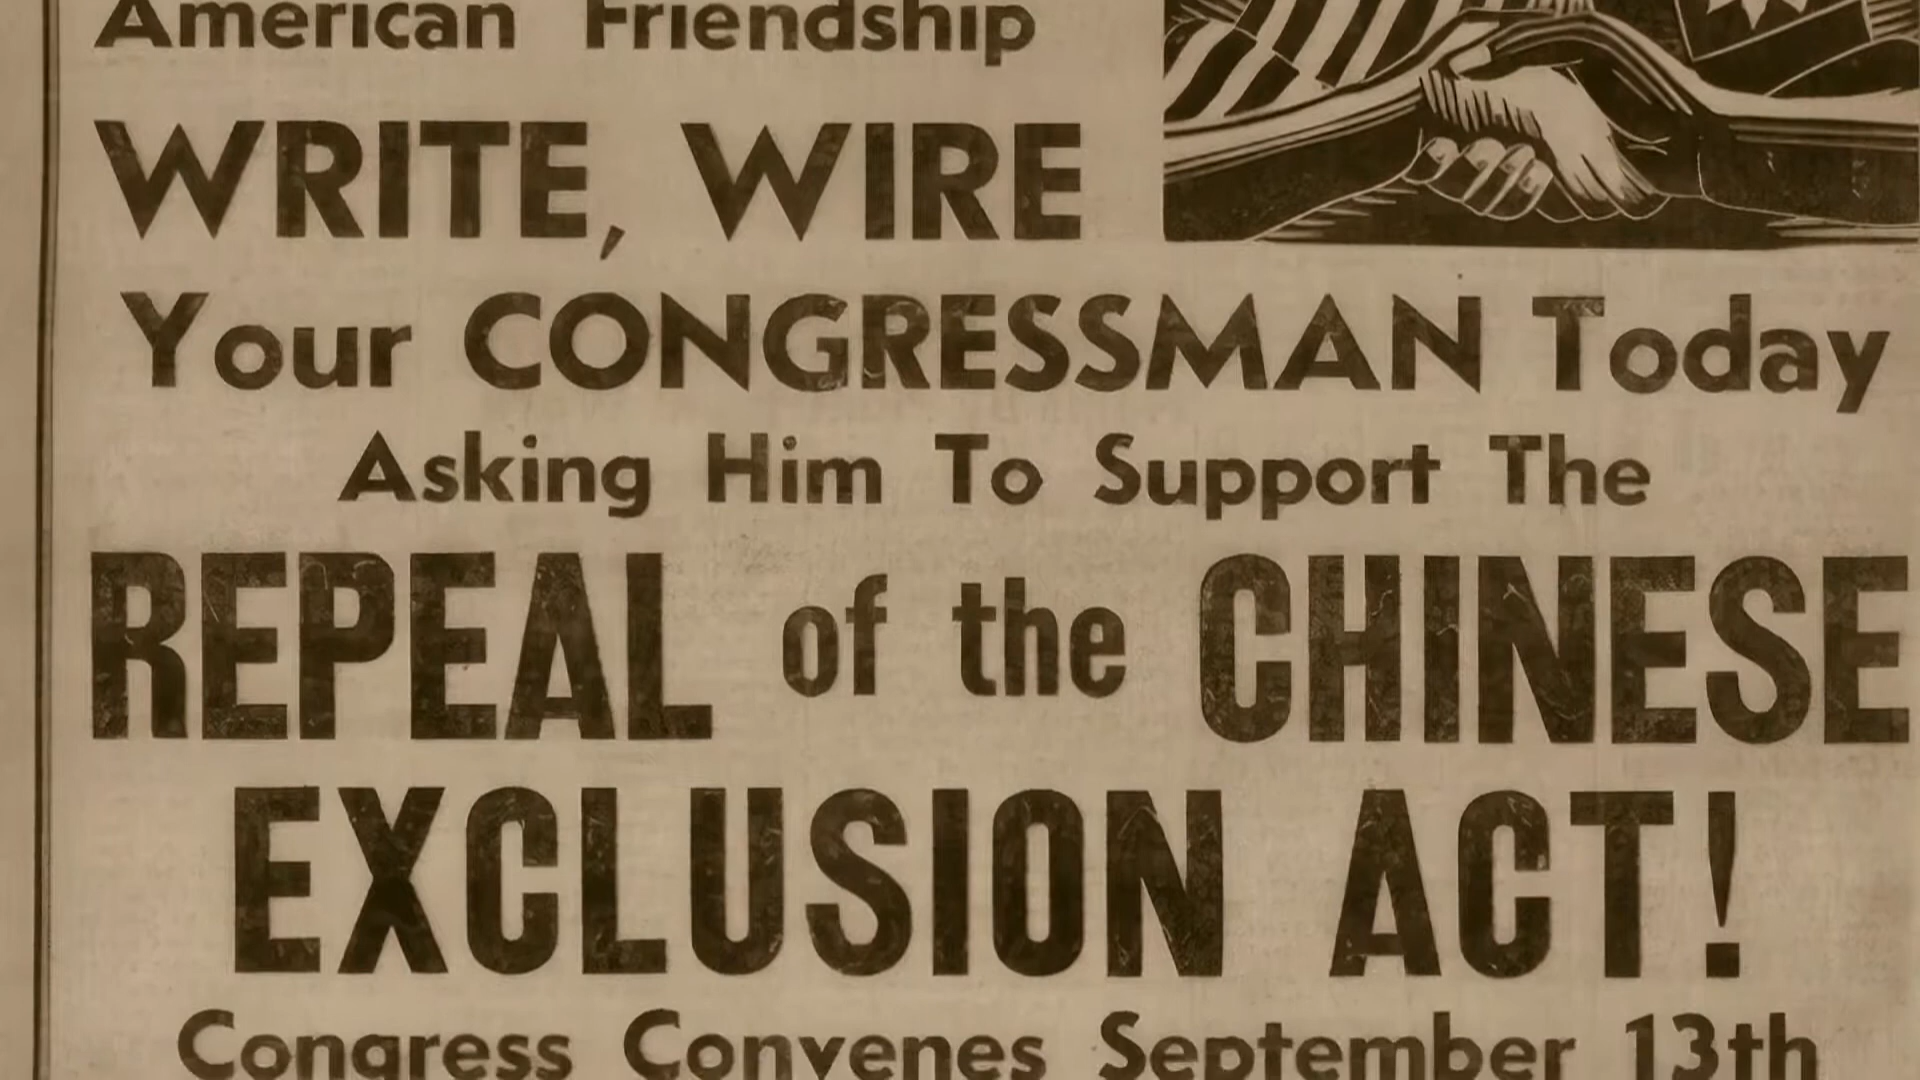 American Friendship
WRITE, WIRE
Your CONGRESSMAN Today
Asking Him To Support The
REPEAL of the CHINESE
EXCLUSION ACT!
Congress Convenes September 13th